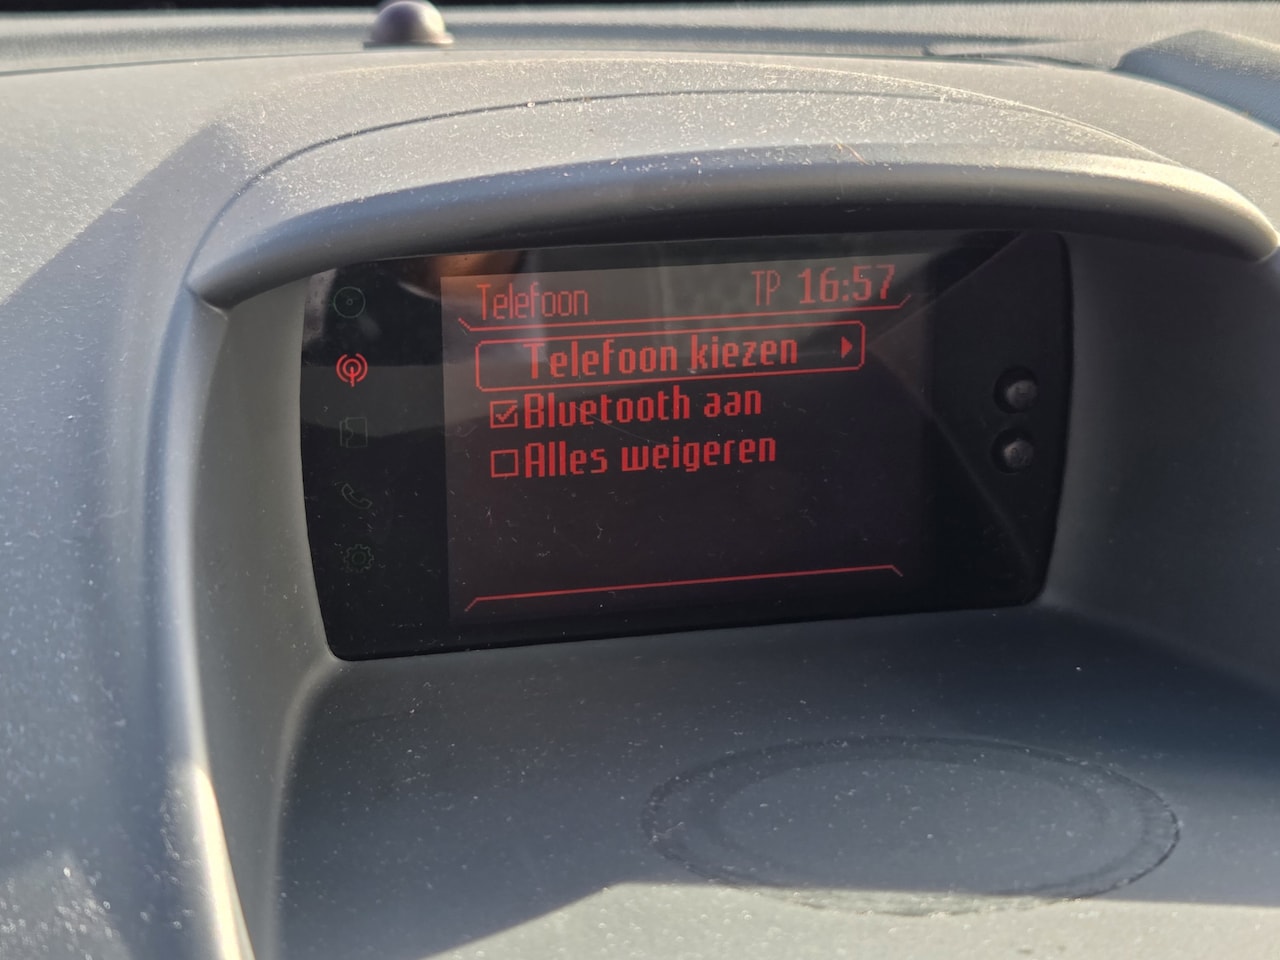 Telefoon TP 16:57
Telefoon kiezen
Bluetooth aan
Alles weigeren